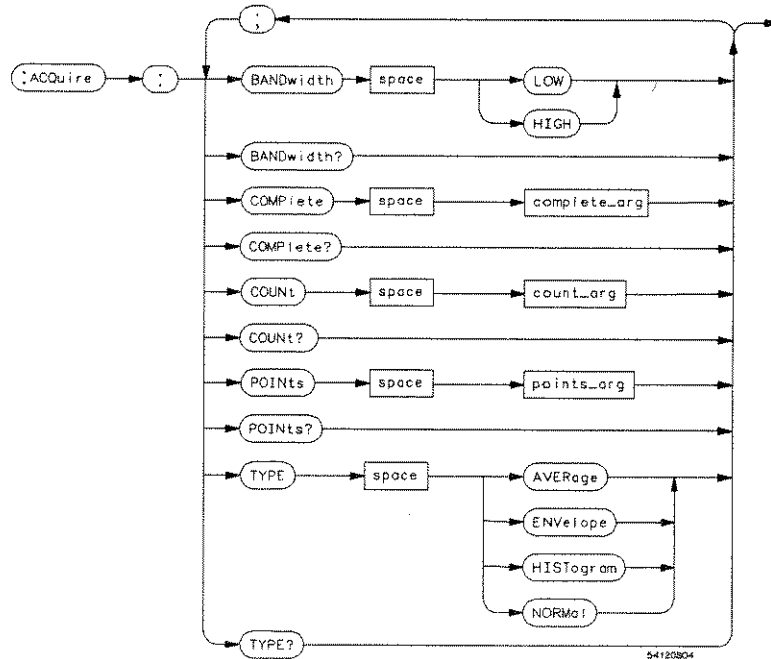 ;
:ACQuire : BANDwidth space LOW
HIGH
BANDwidth?
COMPlete space complete_arg
COMPlete?
COUNt space count_arg
COUNt?
POINts space points_arg
POINts?
TYPE space AVERage
ENVelope
HISTogram
NORMal
TYPE?
54120S04